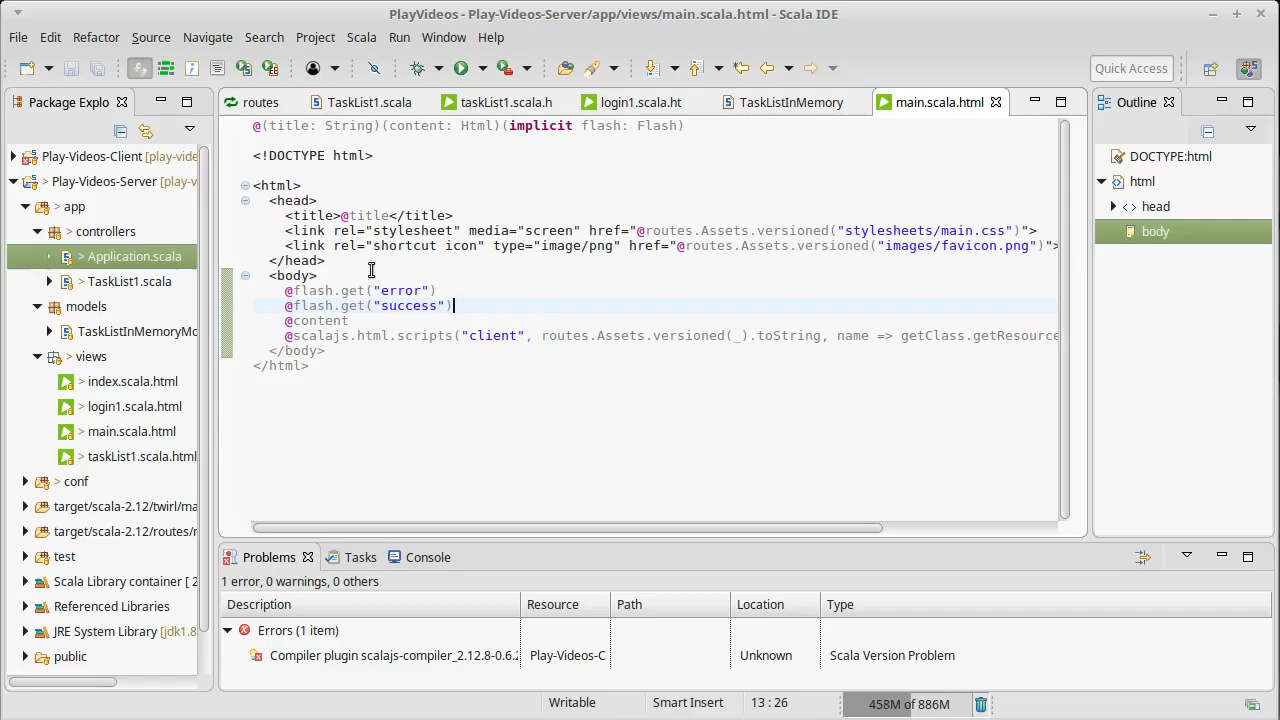 PlayVideos - Play-Videos-Server/app/views/main.scala.html - Scala IDE
File Edit Refactor Source Navigate Search Project Scala Run Window Help
Quick Access
Package Explo
routes
TaskList1.scala
taskList1.scala.h
login1.scala.ht
TaskListInMemory
main.scala.html
Outline
Play-Videos-Client [play-vide
> Play-Videos-Server [play-v
> app
> controllers
> Application.scala
> TaskList1.scala
models
TaskListInMemoryMo
> views
> index.scala.html
> login1.scala.html
> main.scala.html
> taskList1.scala.html
> conf
target/scala-2.12/twirl/ma
target/scala-2.12/routes/r
test
Scala Library container [ 2
Referenced Libraries
JRE System Library [jdk1.8
public
@(title: String)(content: Html)(implicit flash: Flash)
<!DOCTYPE html>
<html>
<head>
<title>@title</title>
<link rel="stylesheet" media="screen" href="@routes.Assets.versioned("stylesheets/main.css")">
<link rel="shortcut icon" type="image/png" href="@routes.Assets.versioned("images/favicon.png")">
</head>
<body>
@flash.get("error")
@flash.get("success")
@content
@scalajs.html.scripts("client", routes.Assets.versioned(_).toString, name => getClass.getResource
</body>
</html>
DOCTYPE:html
html
head
body
Problems
Tasks
Console
1 error, 0 warnings, 0 others
Description Resource Path Location Type
Errors (1 item)
Compiler plugin scalajs-compiler_2.12.8-0.6.2 Play-Videos-C Unknown Scala Version Problem
Writable Smart Insert 13 : 26 458M of 886M